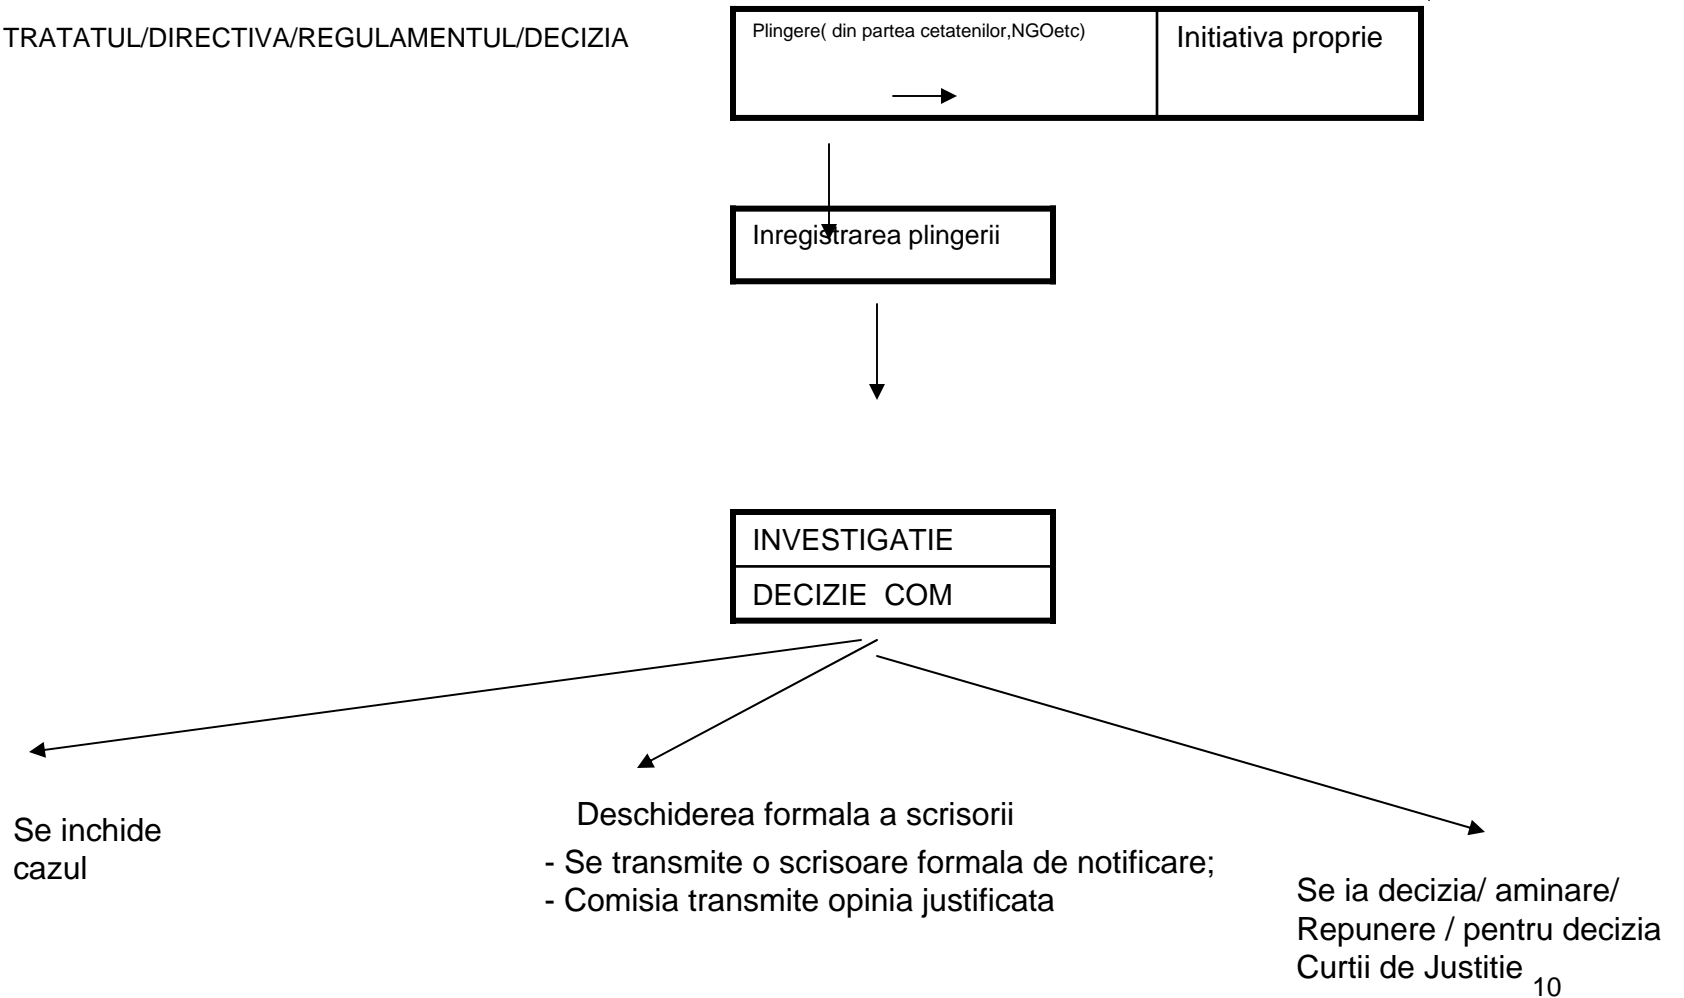 TRATATUL/DIRECTIVA/REGULAMENTUL/DECIZIA
Plingere( din partea cetatenilor,NGOetc)
Initiativa proprie
Inregistrarea plingerii
INVESTIGATIE
DECIZIE  COM
Se inchide
cazul
Deschiderea formala a scrisorii
- Se transmite o scrisoare formala de notificare;
- Comisia transmite opinia justificata
Se ia decizia/ aminare/
Repunere / pentru decizia
Curtii de Justitie
10